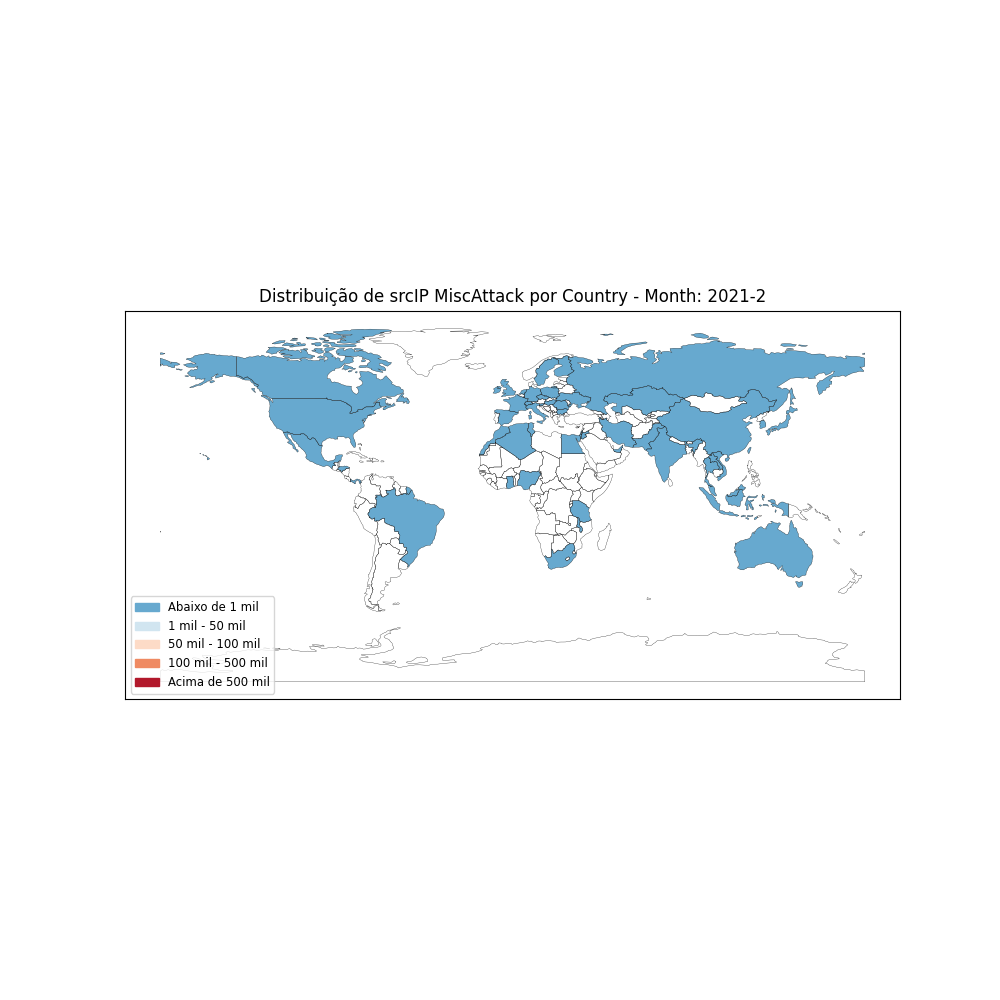 Distribuição de srcIP MiscAttack por Country - Month: 2021-2
Abaixo de 1 mil
1 mil - 50 mil
50 mil - 100 mil
100 mil - 500 mil
Acima de 500 mil